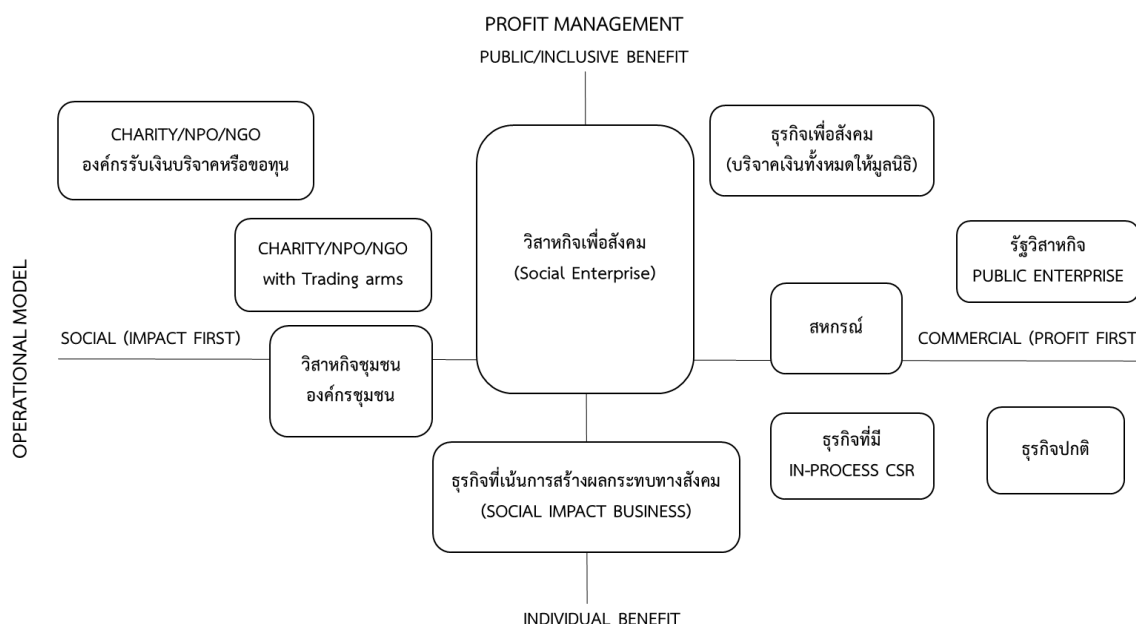 PROFIT MANAGEMENT
PUBLIC/INCLUSIVE BENEFIT
CHARITY/NPO/NGO
องค์กรรับเงินบริจาคหรือขอทุน
ธุรกิจเพื่อสังคม
(บริจาคเงินทั้งหมดให้มูลนิธิ)
CHARITY/NPO/NGO
with Trading arms
วิสาหกิจเพื่อสังคม
(Social Enterprise)
รัฐวิสาหกิจ
PUBLIC ENTERPRISE
OPERATIONAL MODEL
SOCIAL (IMPACT FIRST)
สหกรณ์
COMMERCIAL (PROFIT FIRST
วิสาหกิจชุมชน
องค์กรชุมชน
ธุรกิจที่เน้นการสร้างผลกระทบทางสังคม
(SOCIAL IMPACT BUSINESS)
ธุรกิจที่มี
IN-PROCESS CSR
ธุรกิจปกติ
INDIVIDUAL BENEFIT